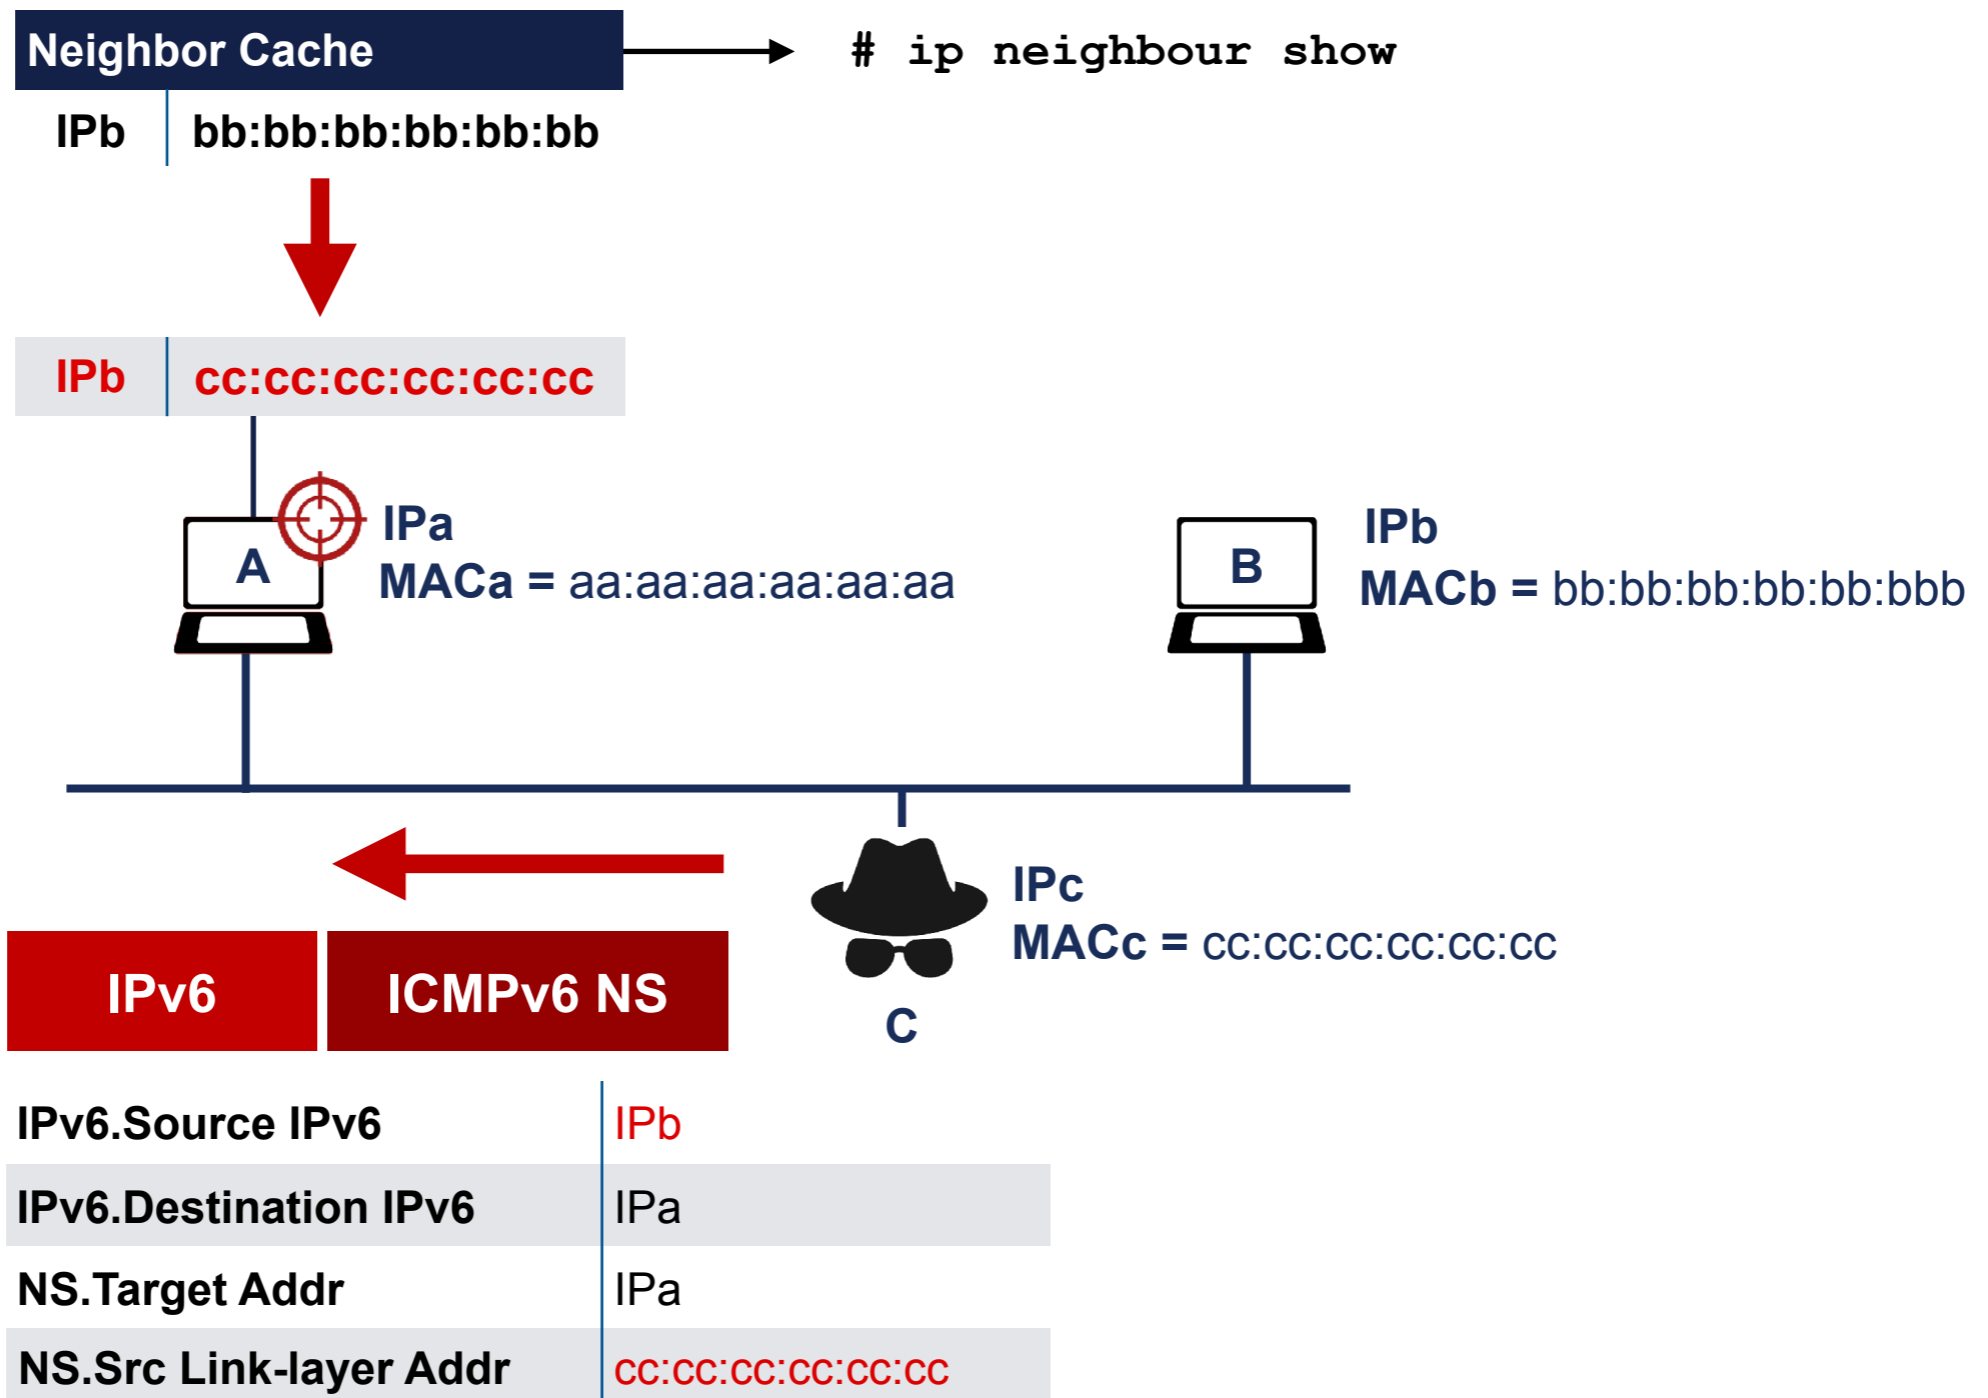 Neighbor Cache
# ip neighbour show
IPb bb:bb:bb:bb:bb:bb
IPb cc:cc:cc:cc:cc:cc
A
IPa
MACa = aa:aa:aa:aa:aa:aa
B
IPb
MACb = bb:bb:bb:bb:bb:bbb
IPc
MACc = cc:cc:cc:cc:cc:cc
C
IPv6 ICMPv6 NS
IPv6.Source IPv6 IPb
IPv6.Destination IPv6 IPa
NS.Target Addr IPa
NS.Src Link-layer Addr cc:cc:cc:cc:cc:cc